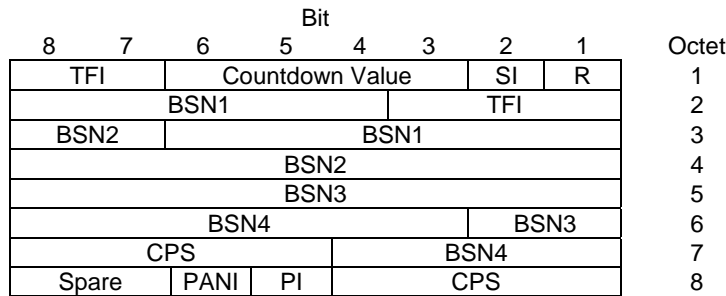 Bit
8 7 6 5 4 3 2 1 Octet
TFI Countdown Value SI R 1
BSN1 TFI 2
BSN2 BSN1 3
BSN2 4
BSN3 5
BSN4 BSN3 6
CPS BSN4 7
Spare PANI PI CPS 8